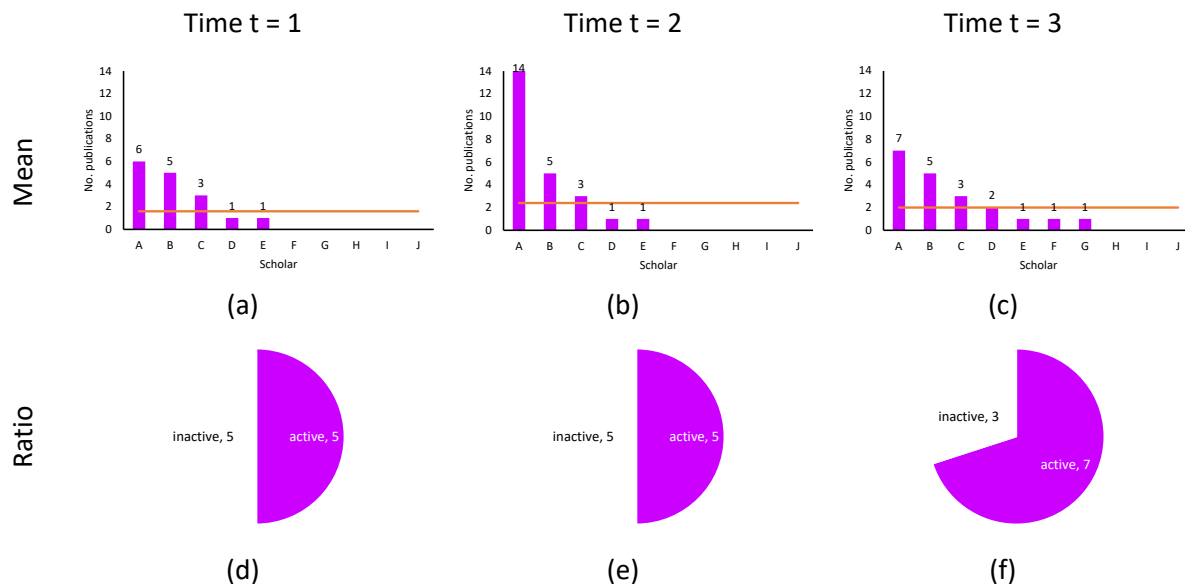 Time t = 1
Time t = 2
Time t = 3
Mean
No. publications
14
12
10
8
6
4
2
0
6
5
3
1
1
A B C D E F G H I J
Scholar
(a)
No. publications
14
12
10
8
6
4
2
0
14
5
3
1
1
A B C D E F G H I J
Scholar
(b)
No. publications
14
12
10
8
6
4
2
0
7
5
3
2
1
1
1
A B C D E F G H I J
Scholar
(c)
Ratio
inactive, 5
active, 5
(d)
inactive, 5
active, 5
(e)
inactive, 3
active, 7
(f)